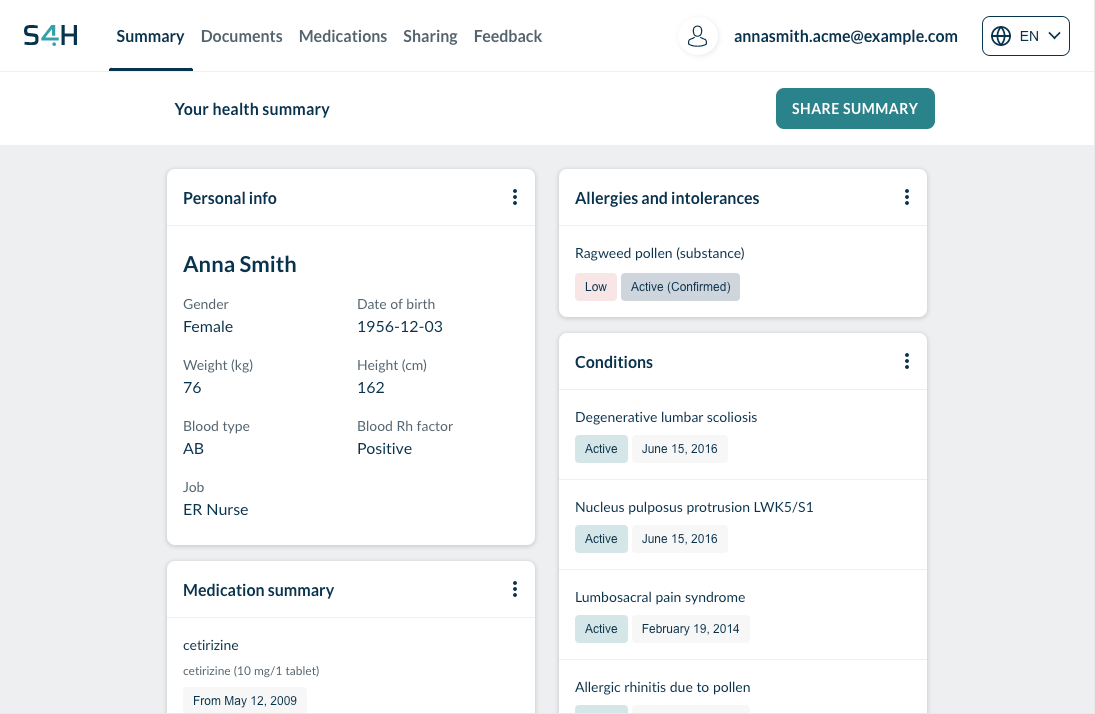 S4H
Summary Documents Medications Sharing Feedback
annasmith.acme@example.com
EN
Your health summary
SHARE SUMMARY
Personal info
Anna Smith
Gender Date of birth
Female 1956-12-03
Weight (kg) Height (cm)
76 162
Blood type Blood Rh factor
AB Positive
Job
ER Nurse
Medication summary
cetirizine
cetirizine (10 mg/1 tablet)
From May 12, 2009
Allergies and intolerances
Ragweed pollen (substance)
Low Active (Confirmed)
Conditions
Degenerative lumbar scoliosis
Active June 15, 2016
Nucleus pulposus protrusion LWK5/S1
Active June 15, 2016
Lumbosacral pain syndrome
Active February 19, 2014
Allergic rhinitis due to pollen